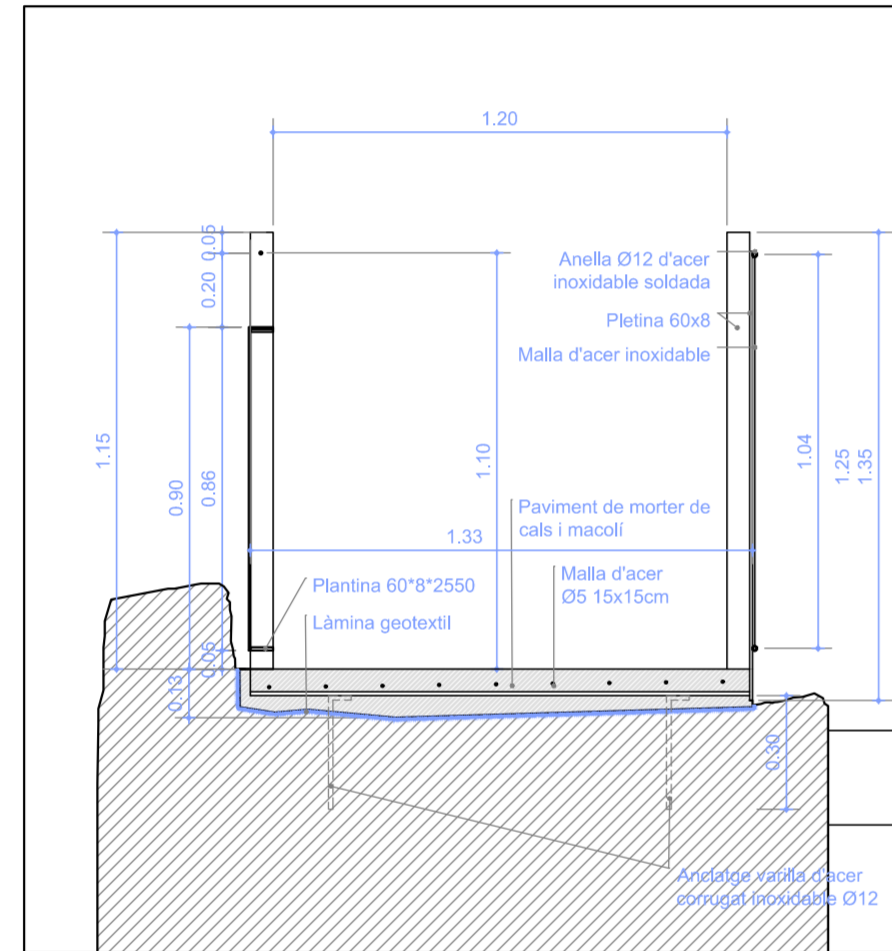 1.20
0.05
0.20
Anella Ø12 d'acer
inoxidable soldada
Pletina 60x8
Malla d'acer inoxidable
1.15
0.90
0.86
1.10
1.04
1.25
1.35
Paviment de morter de
cals i macolí
1.33
Plantina 60*8*2550
Malla d'acer
Ø5 15x15cm
Làmina geotextil
0.05
0.13
0.30
Anclatge varilla d'acer
corrugat inoxidable Ø12